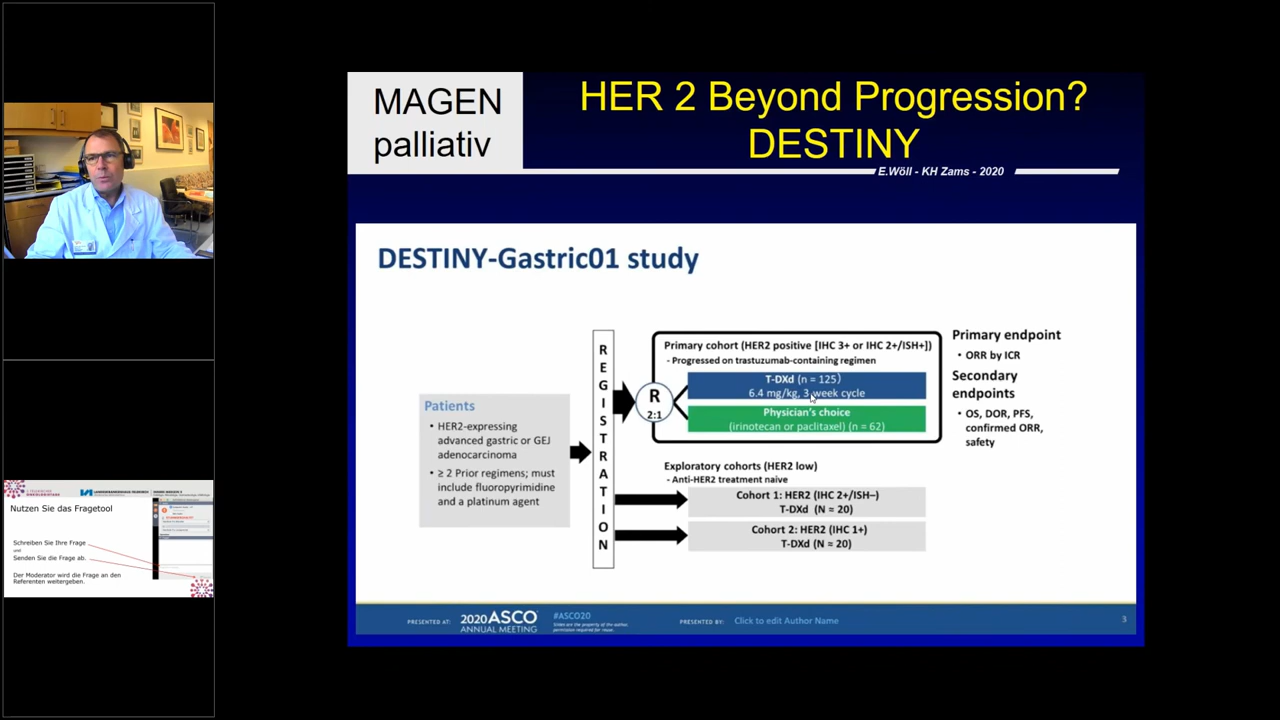 MAGEN
palliativ
HER 2 Beyond Progression?
DESTINY
E.Wöll - KH Zams - 2020
DESTINY-Gastric01 study
Patients
• HER2-expressing
advanced gastric or GEJ
adenocarcinoma
• ≥ 2 Prior regimens; must
include fluoropyrimidine
and a platinum agent
REGISTRATION
R
2:1
Primary cohort (HER2 positive [IHC 3+ or IHC 2+/ISH+])
- Progressed on trastuzumab-containing regimen
T-DXd (n = 125)
6.4 mg/kg, 3 week cycle
Physician's choice
(irinotecan or paclitaxel) (n = 62)
Exploratory cohorts (HER2 low)
- Anti-HER2 treatment naive
Cohort 1: HER2 (IHC 2+/ISH–)
T-DXd (N ≈ 20)
Cohort 2: HER2 (IHC 1+)
T-DXd (N ≈ 20)
Primary endpoint
• ORR by ICR
Secondary
endpoints
• OS, DOR, PFS,
confirmed ORR,
safety
PRESENTED AT:
2020 ASCO
ANNUAL MEETING
#ASCO20
Slides are the property of the author,
permission required for reuse.
PRESENTED BY:
Click to edit Author Name
3
Nutzen Sie das Fragetool
Schreiben Sie Ihre Frage
und
Senden Sie die Frage ab.
Der Moderator wird die Frage an den
Referenten weitergeben.